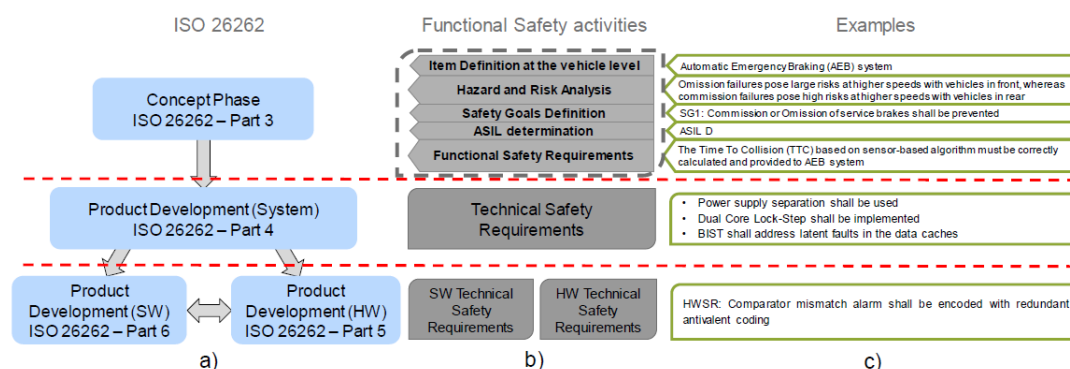 ISO 26262
Functional Safety activities
Examples
Concept Phase
ISO 26262 – Part 3
Item Definition at the vehicle level
Hazard and Risk Analysis
Safety Goals Definition
ASIL determination
Functional Safety Requirements
Automatic Emergency Braking (AEB) system
Omission failures pose large risks at higher speeds with vehicles in front, whereas
commission failures pose high risks at higher speeds with vehicles in rear
SG1: Commission or Omission of service brakes shall be prevented
ASIL D
The Time To Collision (TTC) based on sensor-based algorithm must be correctly
calculated and provided to AEB system
Product Development (System)
ISO 26262 – Part 4
Technical Safety
Requirements
• Power supply separation shall be used
• Dual Core Lock-Step shall be implemented
• BIST shall address latent faults in the data caches
Product
Development (SW)
ISO 26262 – Part 6
Product
Development (HW)
ISO 26262 – Part 5
SW Technical
Safety
Requirements
HW Technical
Safety
Requirements
HWSR: Comparator mismatch alarm shall be encoded with redundant
antivalent coding
a)
b)
c)